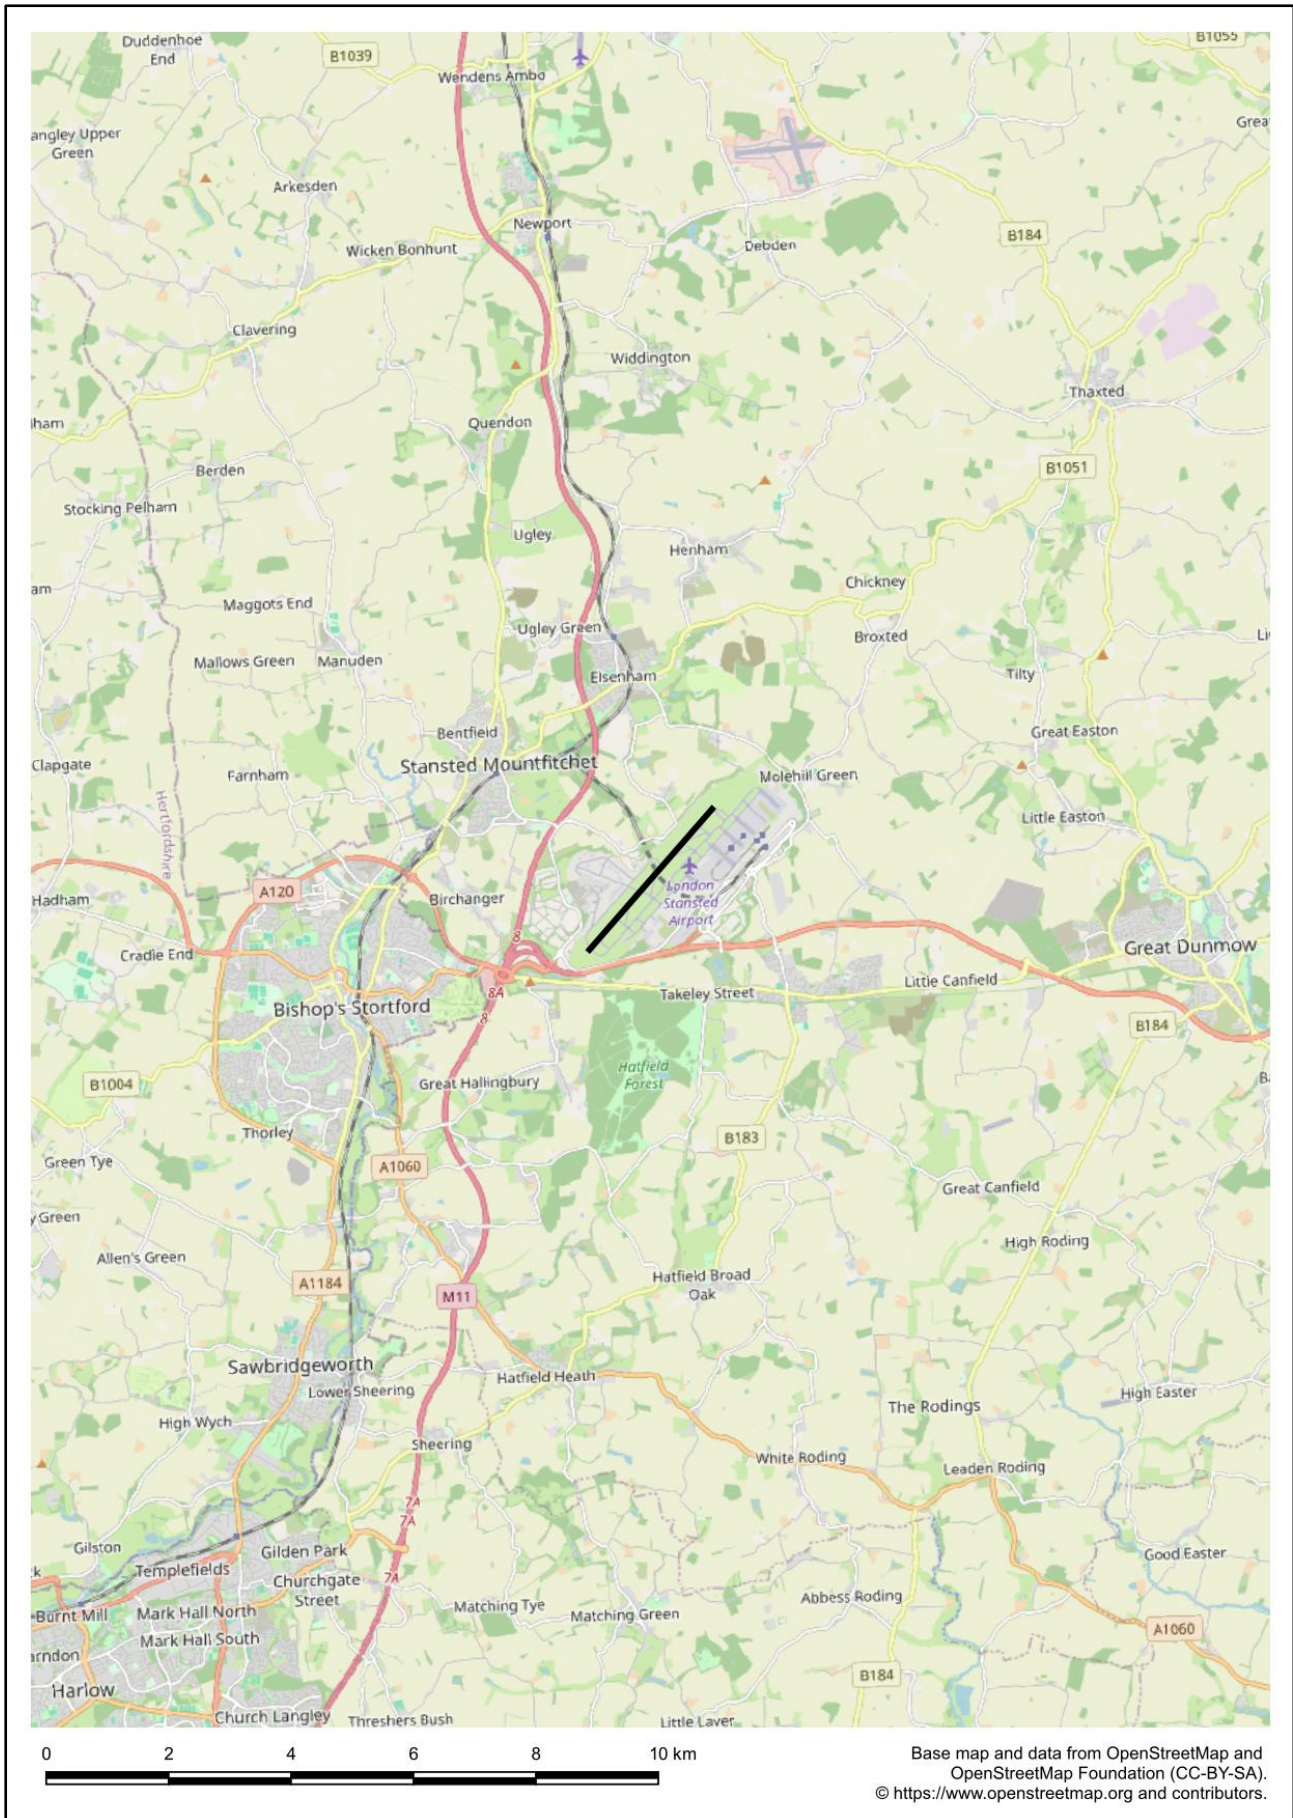 Duddenhoe
End
B1039
B1055
Wendens Ambo
angley Upper
Green
Grea
Arkesden
Newport
B184
Debden
Wicken Bonhunt
Clavering
Widdington
Thaxted
lham
Quendon
Berden
B1051
Stocking Pelham
Ugley
Henham
Chickney
am
Maggots End
Ugley Green
Broxted
Li
Mallows Green
Manuden
Elsenham
Tilty
Bentfield
Great Easton
Clapgate
Stansted Mountfitchet
Farnham
Molehill Green
Hertfordshire
Little Easton
London
Stansted
Airport
A120
Hadham
Birchanger
8
Cradle End
Great Dunmow
Little Canfield
8A
8
Takeley Street
Bishop's Stortford
B184
Hatfield
Forest
B1004
Great Hallingbury
Ba
Thorley
B183
Green Tye
A1060
Great Canfield
y Green
High Roding
Allen's Green
A1184
Hatfield Broad
Oak
M11
Sawbridgeworth
Hatfield Heath
Lower Sheering
High Easter
The Rodings
High Wych
Sheering
White Roding
Leaden Roding
7A
7A
Gilston
Gilden Park
Good Easter
k
Templefields
7A
Churchgate
Street
Abbess Roding
Burnt Mill
Mark Hall North
Matching Tye
Matching Green
A1060
Mark Hall South
arndon
B184
Harlow
Church Langley
Threshers Bush
Little Laver
0 2 4 6 8 10 km
Base map and data from OpenStreetMap and
OpenStreetMap Foundation (CC-BY-SA).
© https://www.openstreetmap.org and contributors.